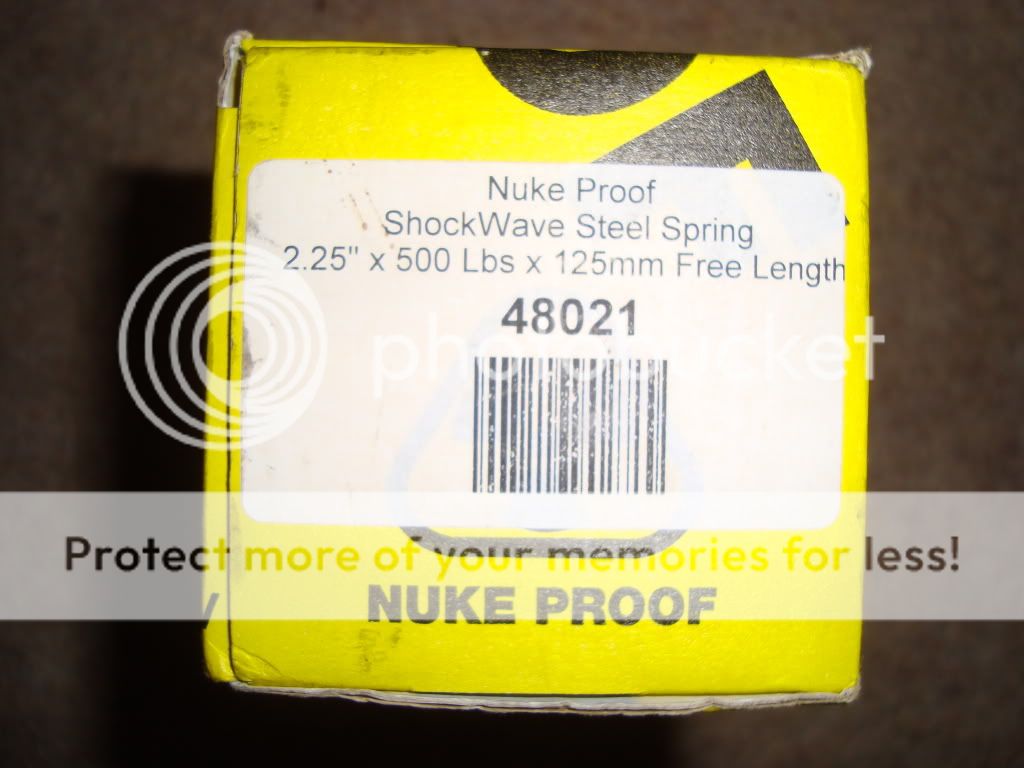 Nuke Proof
ShockWave Steel Spring
2.25" x 500 Lbs x 125mm Free Length
48021
photobucket
Protect more of your memories for less!
NUKE PROOF